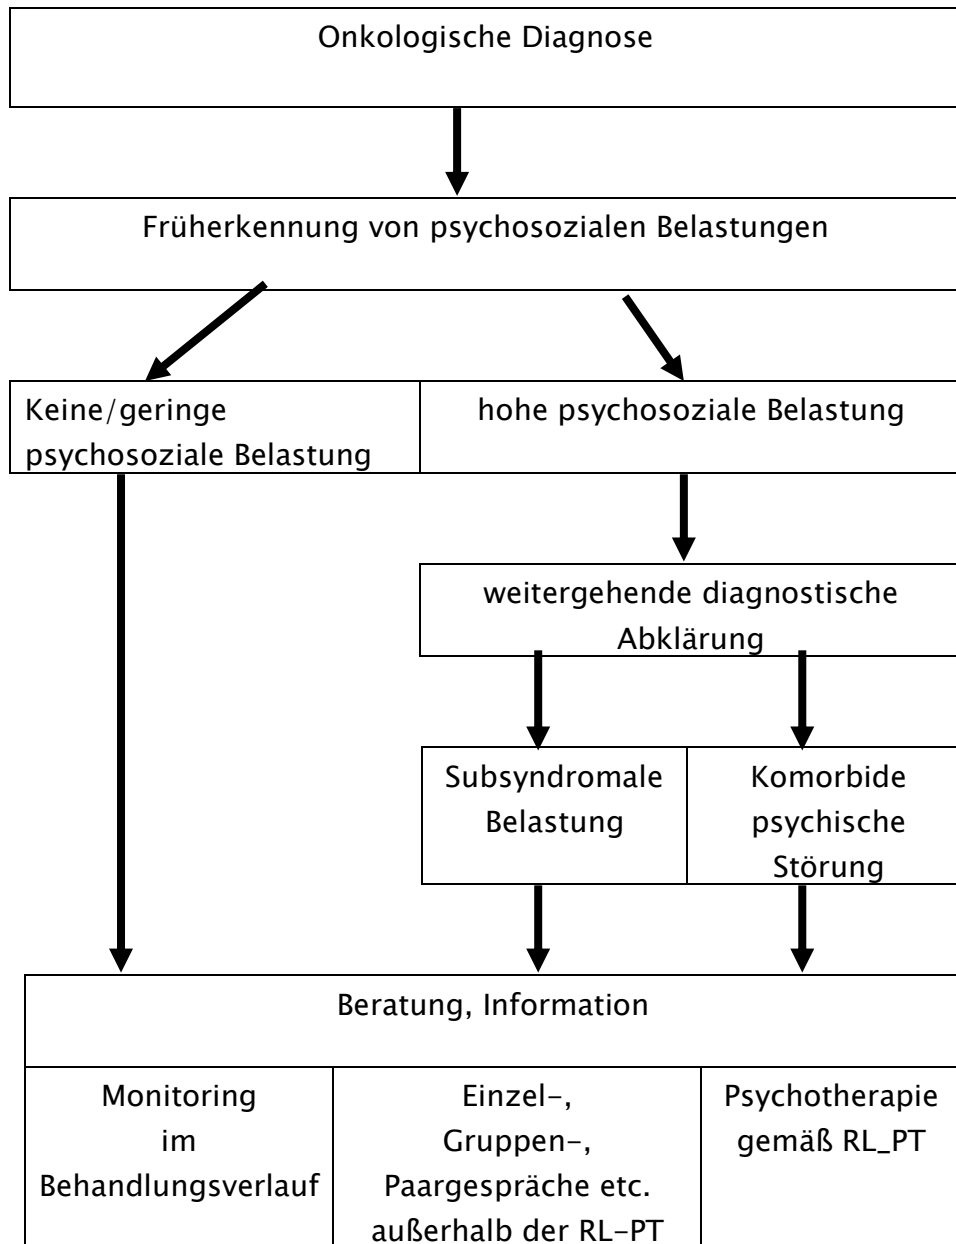 Onkologische Diagnose
Früherkennung von psychosozialen Belastungen
Keine/geringe
psychosoziale Belastung
hohe psychosoziale Belastung
weitergehende diagnostische
Abklärung
Subsyndromale
Belastung
Komorbide
psychische
Störung
Beratung, Information
Monitoring
im
Behandlungsverlauf
Einzel-,
Gruppen-,
Paargespräche etc.
außerhalb der RL-PT
Psychotherapie
gemäß RL_PT